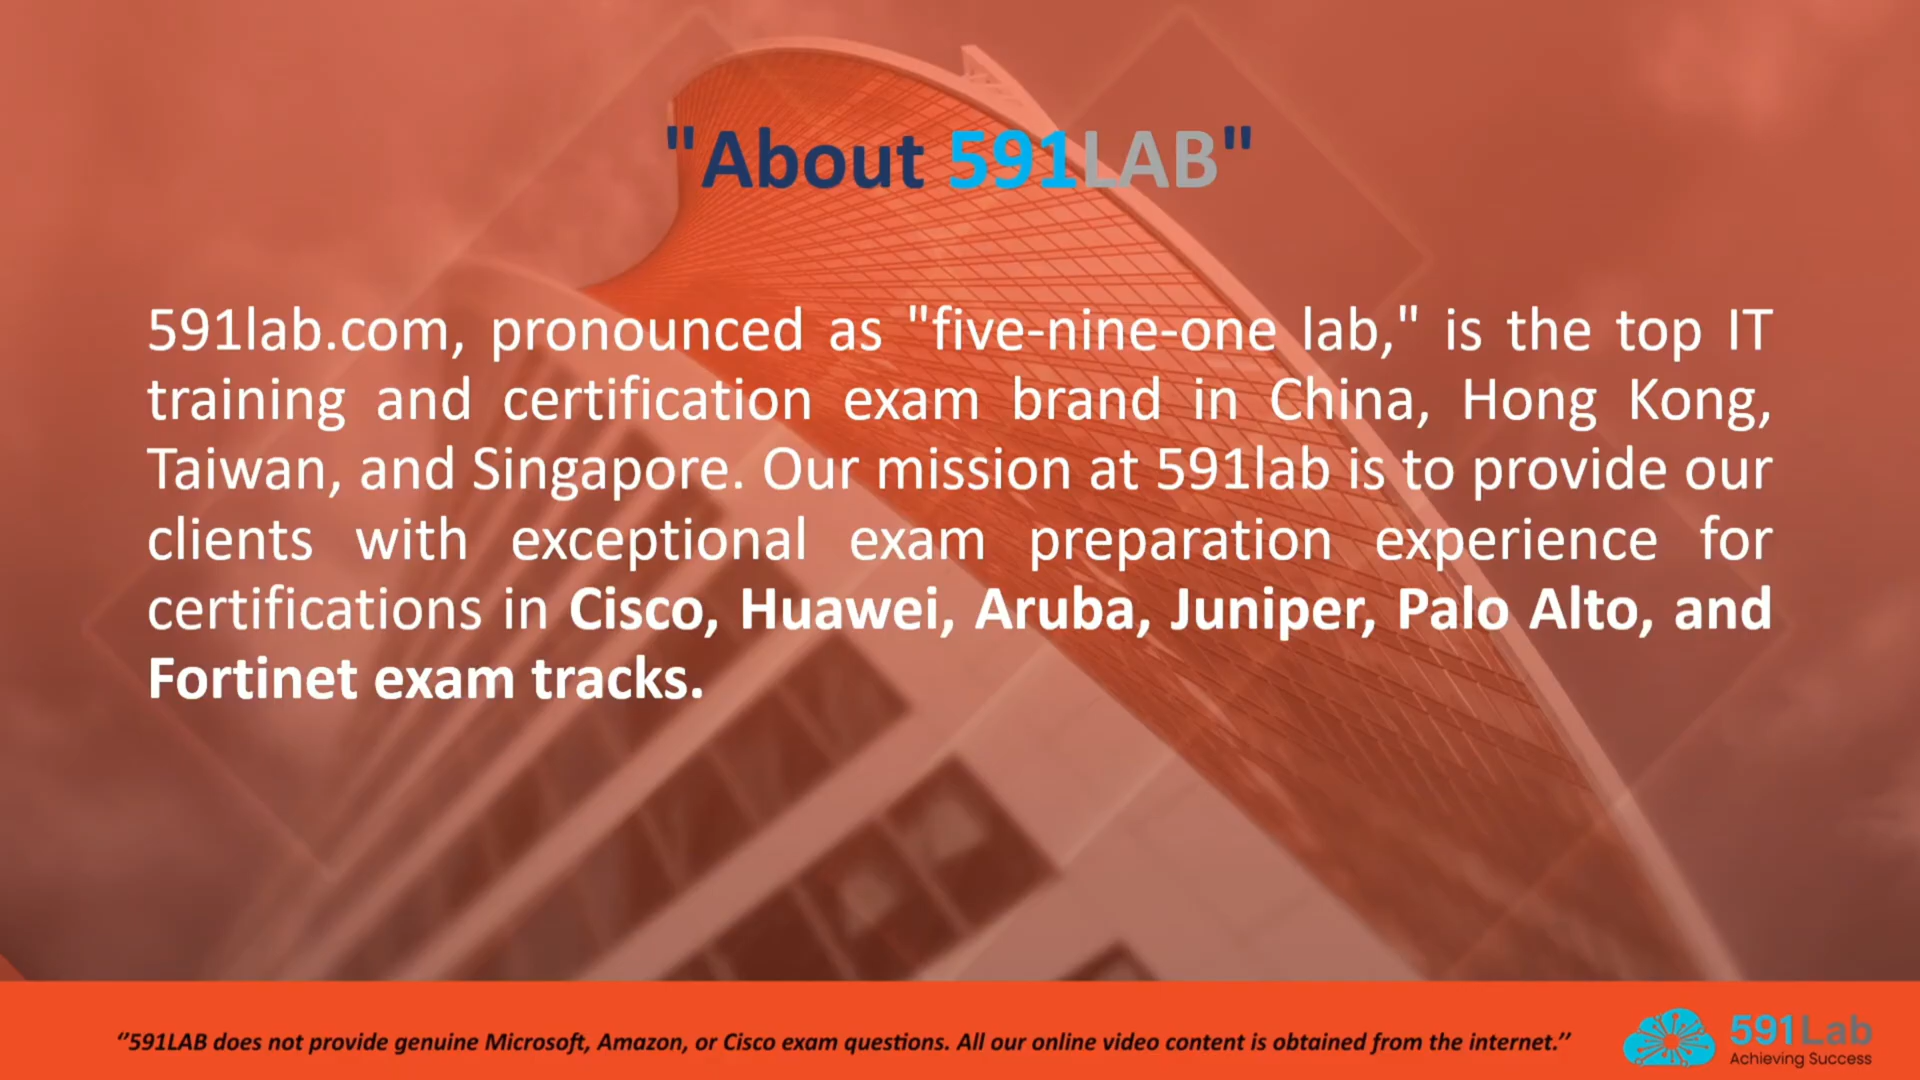 "About 591LAB"
591lab.com, pronounced as "five-nine-one lab," is the top IT
training and certification exam brand in China, Hong Kong,
Taiwan, and Singapore. Our mission at 591lab is to provide our
clients with exceptional exam preparation experience for
certifications in Cisco, Huawei, Aruba, Juniper, Palo Alto, and
Fortinet exam tracks.
“591LAB does not provide genuine Microsoft, Amazon, or Cisco exam questions. All our online video content is obtained from the internet.”
591Lab
Achieving Success